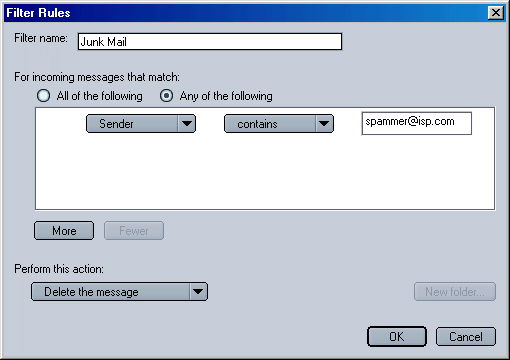 Filter Rules
Filter name: Junk Mail
For incoming messages that match:
All of the following Any of the following
Sender contains spammer@isp.com
More Fewer
Perform this action:
Delete the message New folder...
OK Cancel